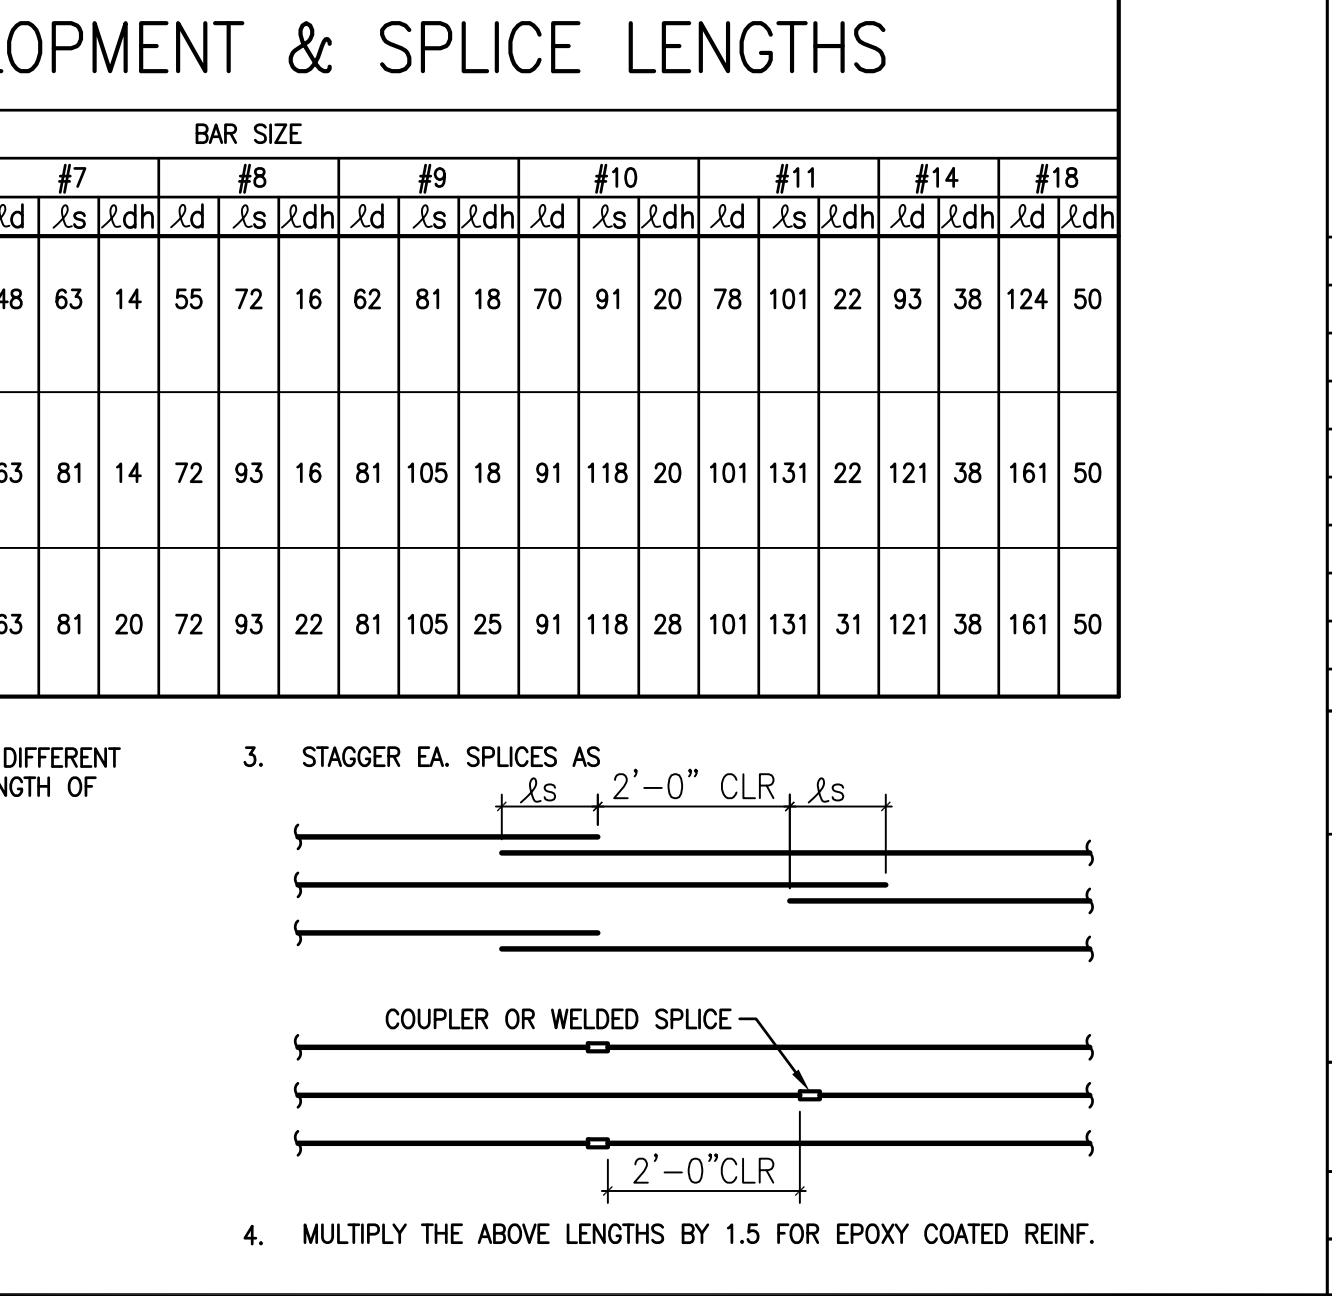 OPMENT & SPLICE LENGTHS
BAR SIZE
#7 #8 #9 #10 #11 #14 #18
ℓd ℓs ℓdh ℓd ℓs ℓdh ℓd ℓs ℓdh ℓd ℓs ℓdh ℓd ℓs ℓdh ℓd ℓdh ℓd ℓdh
48 63 14 55 72 16 62 81 18 70 91 20 78 101 22 93 38 124 50
63 81 14 72 93 16 81 105 18 91 118 20 101 131 22 121 38 161 50
63 81 20 72 93 22 81 105 25 91 118 28 101 131 31 121 38 161 50
DIFFERENT
NGTH OF
3. STAGGER EA. SPLICES AS
ℓs 2'-0" CLR ℓs
COUPLER OR WELDED SPLICE
2'-0"CLR
4. MULTIPLY THE ABOVE LENGTHS BY 1.5 FOR EPOXY COATED REINF.